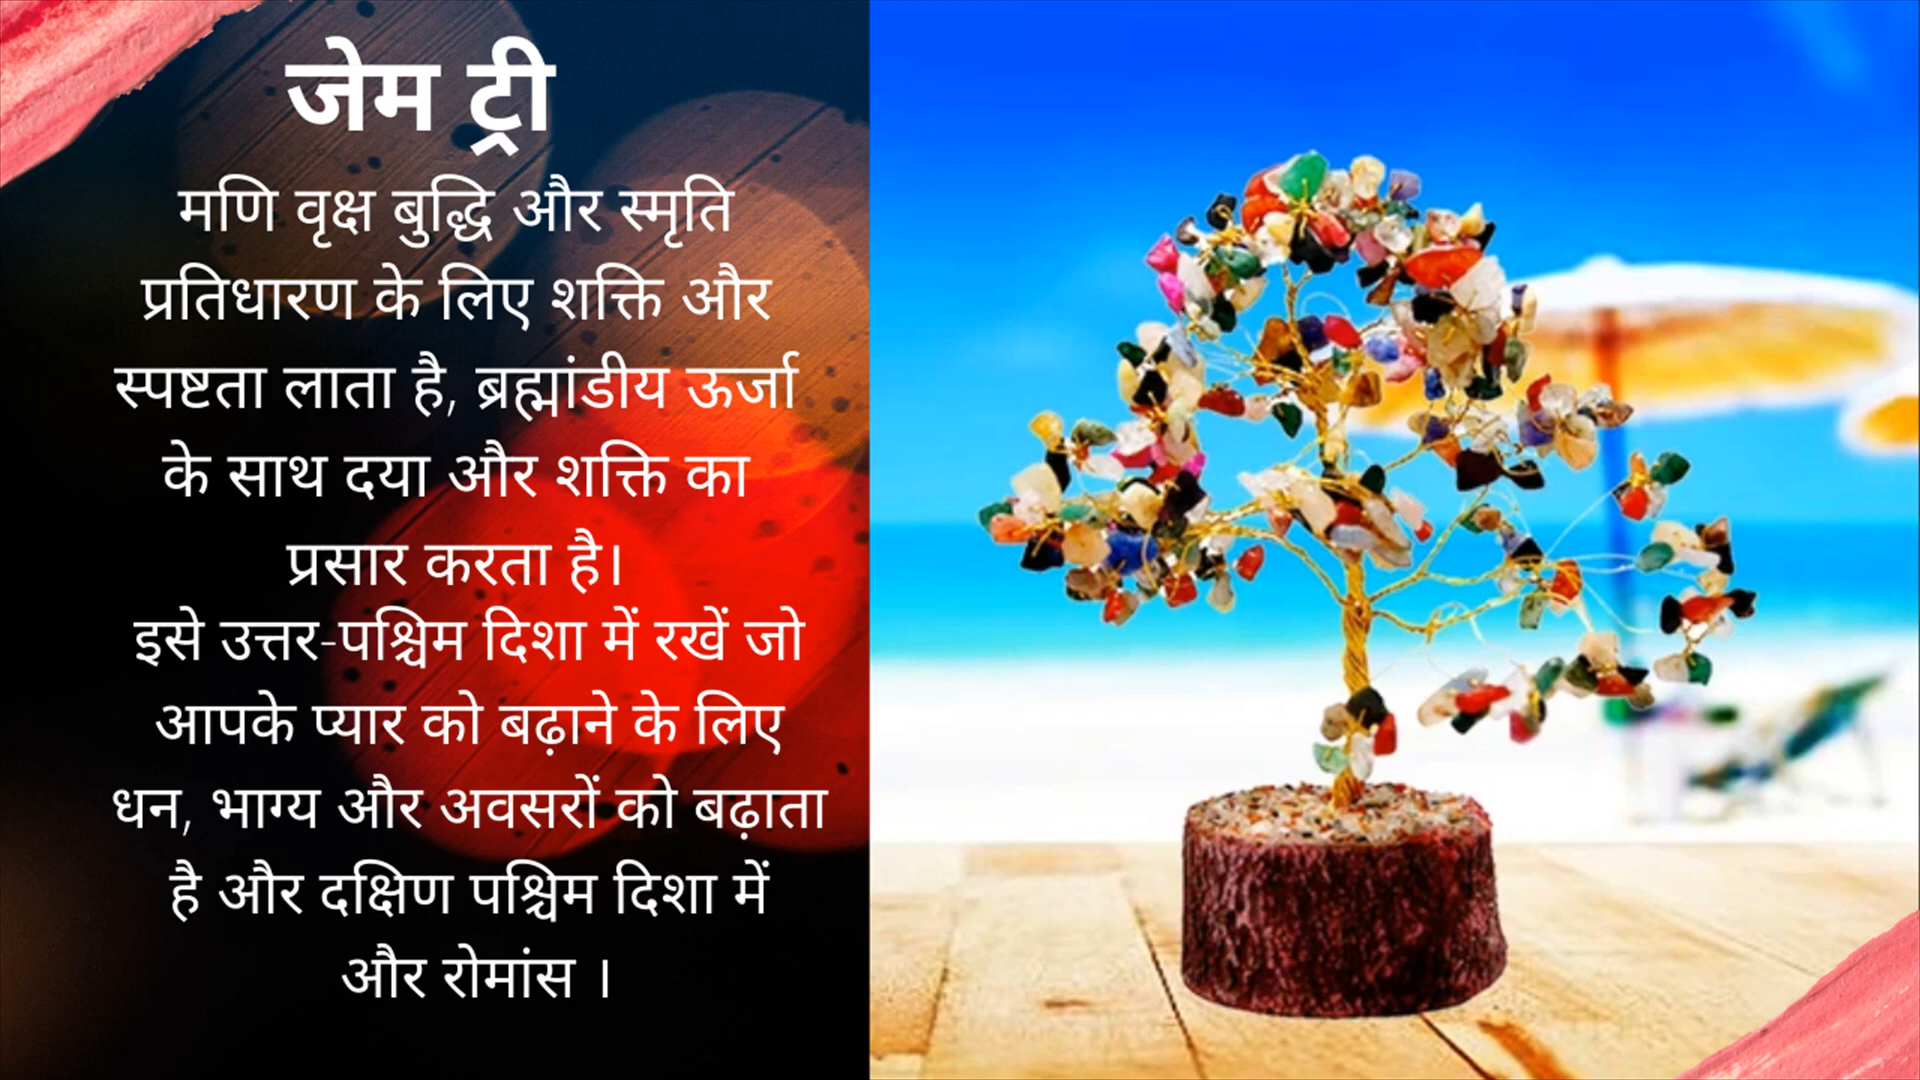 जेम ट्री
मणि वृक्ष बुद्धि और स्मृति
प्रतिधारण के लिए शक्ति और
स्पष्टता लाता है, ब्रह्मांडीय ऊर्जा
के साथ दया और शक्ति का
प्रसार करता है।
इसे उत्तर-पश्चिम दिशा में रखें जो
आपके प्यार को बढ़ाने के लिए
धन, भाग्य और अवसरों को बढ़ाता
है और दक्षिण पश्चिम दिशा में
और रोमांस ।